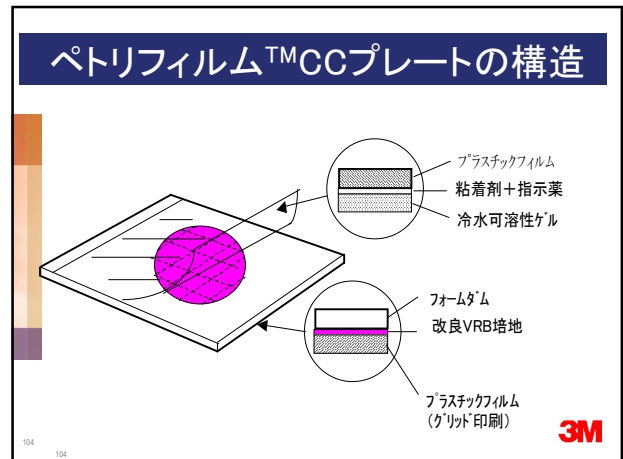 ペトリフィルム™CCプレートの構造
プラスチックフィルム
粘着剤＋指示薬
冷水可溶性ゲル
フォームダム
改良VRB培地
プラスチックフィルム
(グリッド印刷)
3M
104
104